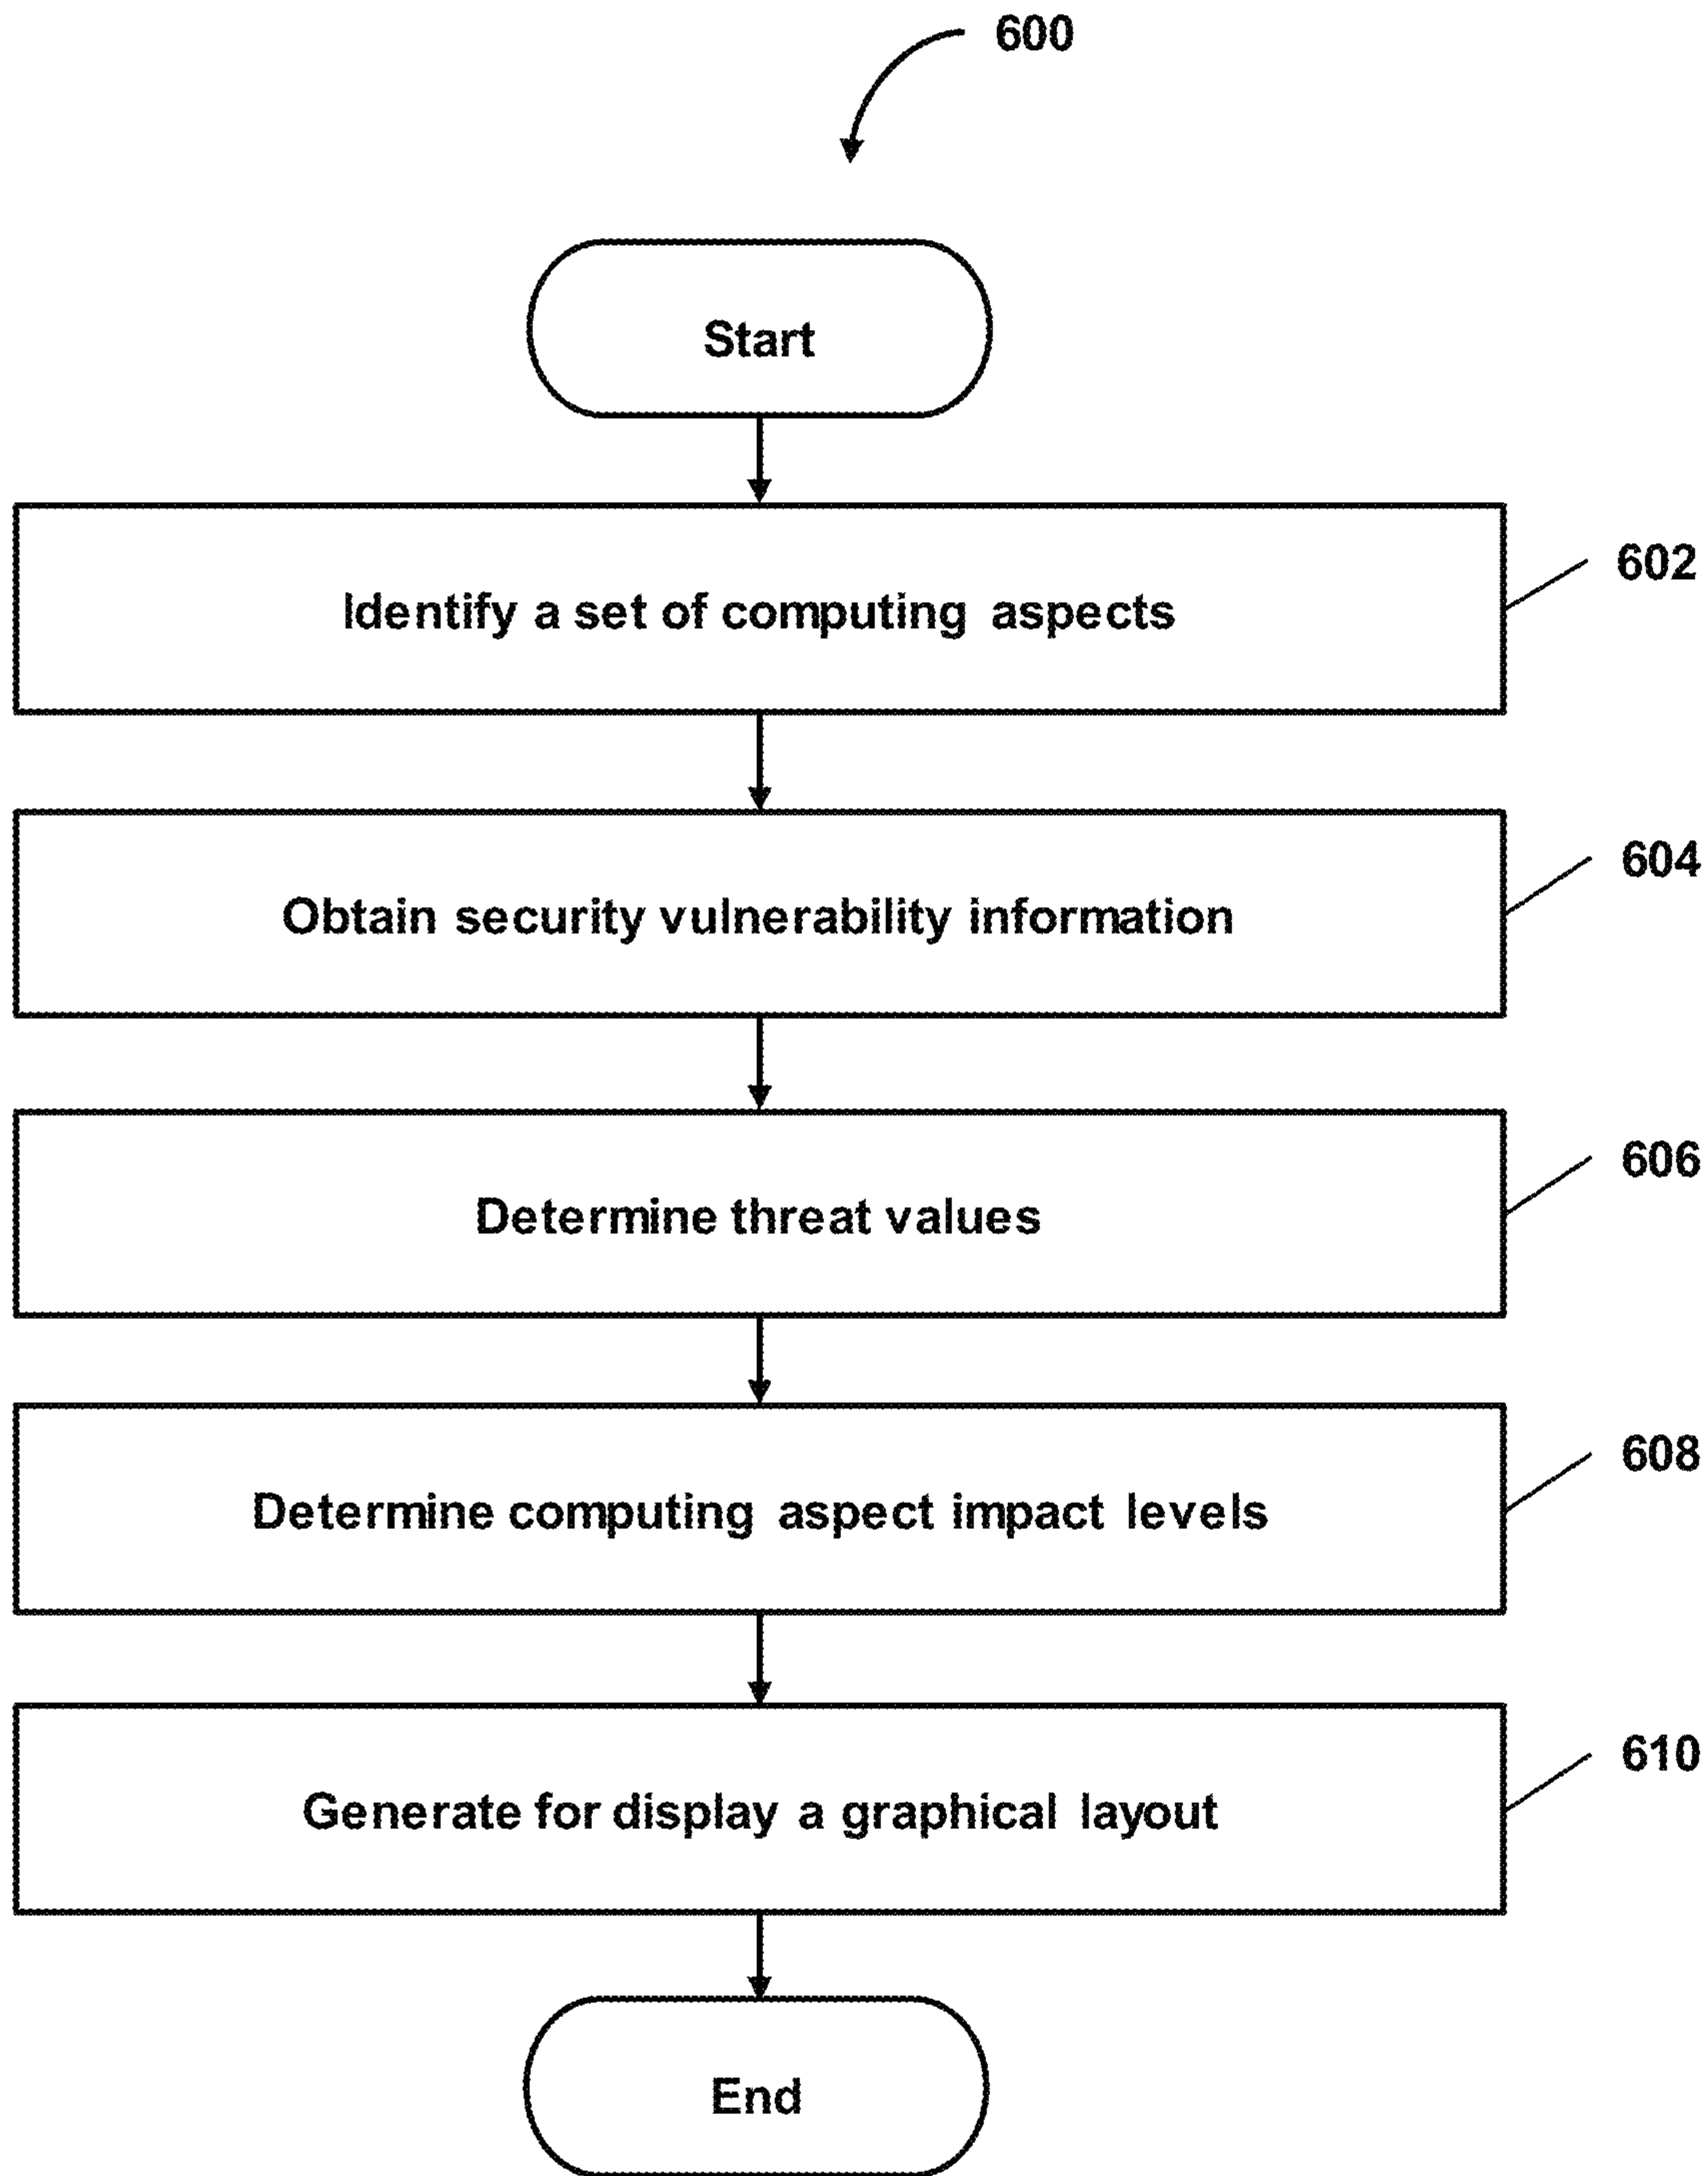 600
Start
Identify a set of computing aspects
602
Obtain security vulnerability information
604
Determine threat values
606
Determine computing aspect impact levels
608
Generate for display a graphical layout
610
End